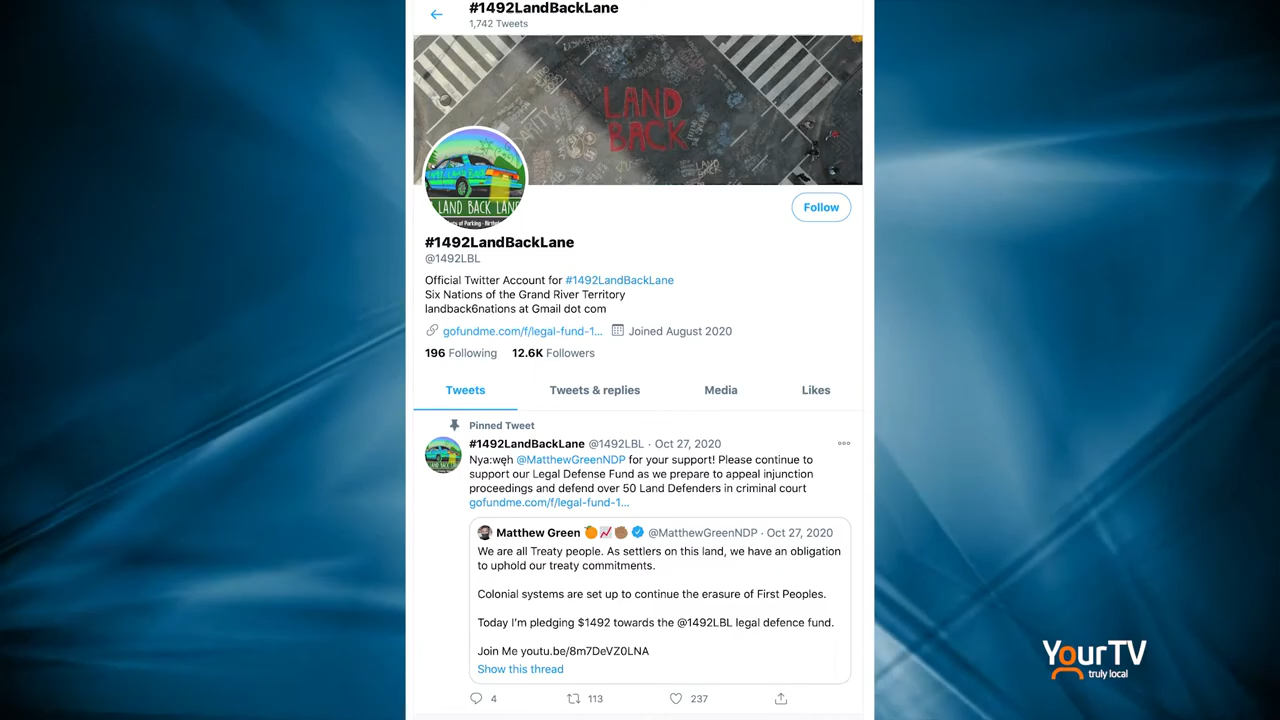 #1492LandBackLane
1,742 Tweets
LAND
BACK
LAND BACK LANE
Follow
#1492LandBackLane
@1492LBL
Official Twitter Account for #1492LandBackLane
Six Nations of the Grand River Territory
landback6nations at Gmail dot com
gofundme.com/f/legal-fund-1... Joined August 2020
196 Following 12.6K Followers
Tweets Tweets & replies Media Likes
Pinned Tweet
#1492LandBackLane @1492LBL · Oct 27, 2020
Nya:węh @MatthewGreenNDP for your support! Please continue to
support our Legal Defense Fund as we prepare to appeal injunction
proceedings and defend over 50 Land Defenders in criminal court
gofundme.com/f/legal-fund-1...
Matthew Green @MatthewGreenNDP · Oct 27, 2020
We are all Treaty people. As settlers on this land, we have an obligation
to uphold our treaty commitments.
Colonial systems are set up to continue the erasure of First Peoples.
Today I'm pledging $1492 towards the @1492LBL legal defence fund.
Join Me youtu.be/8m7DeVZ0LNA
Show this thread
4 113 237
YourTV
truly local